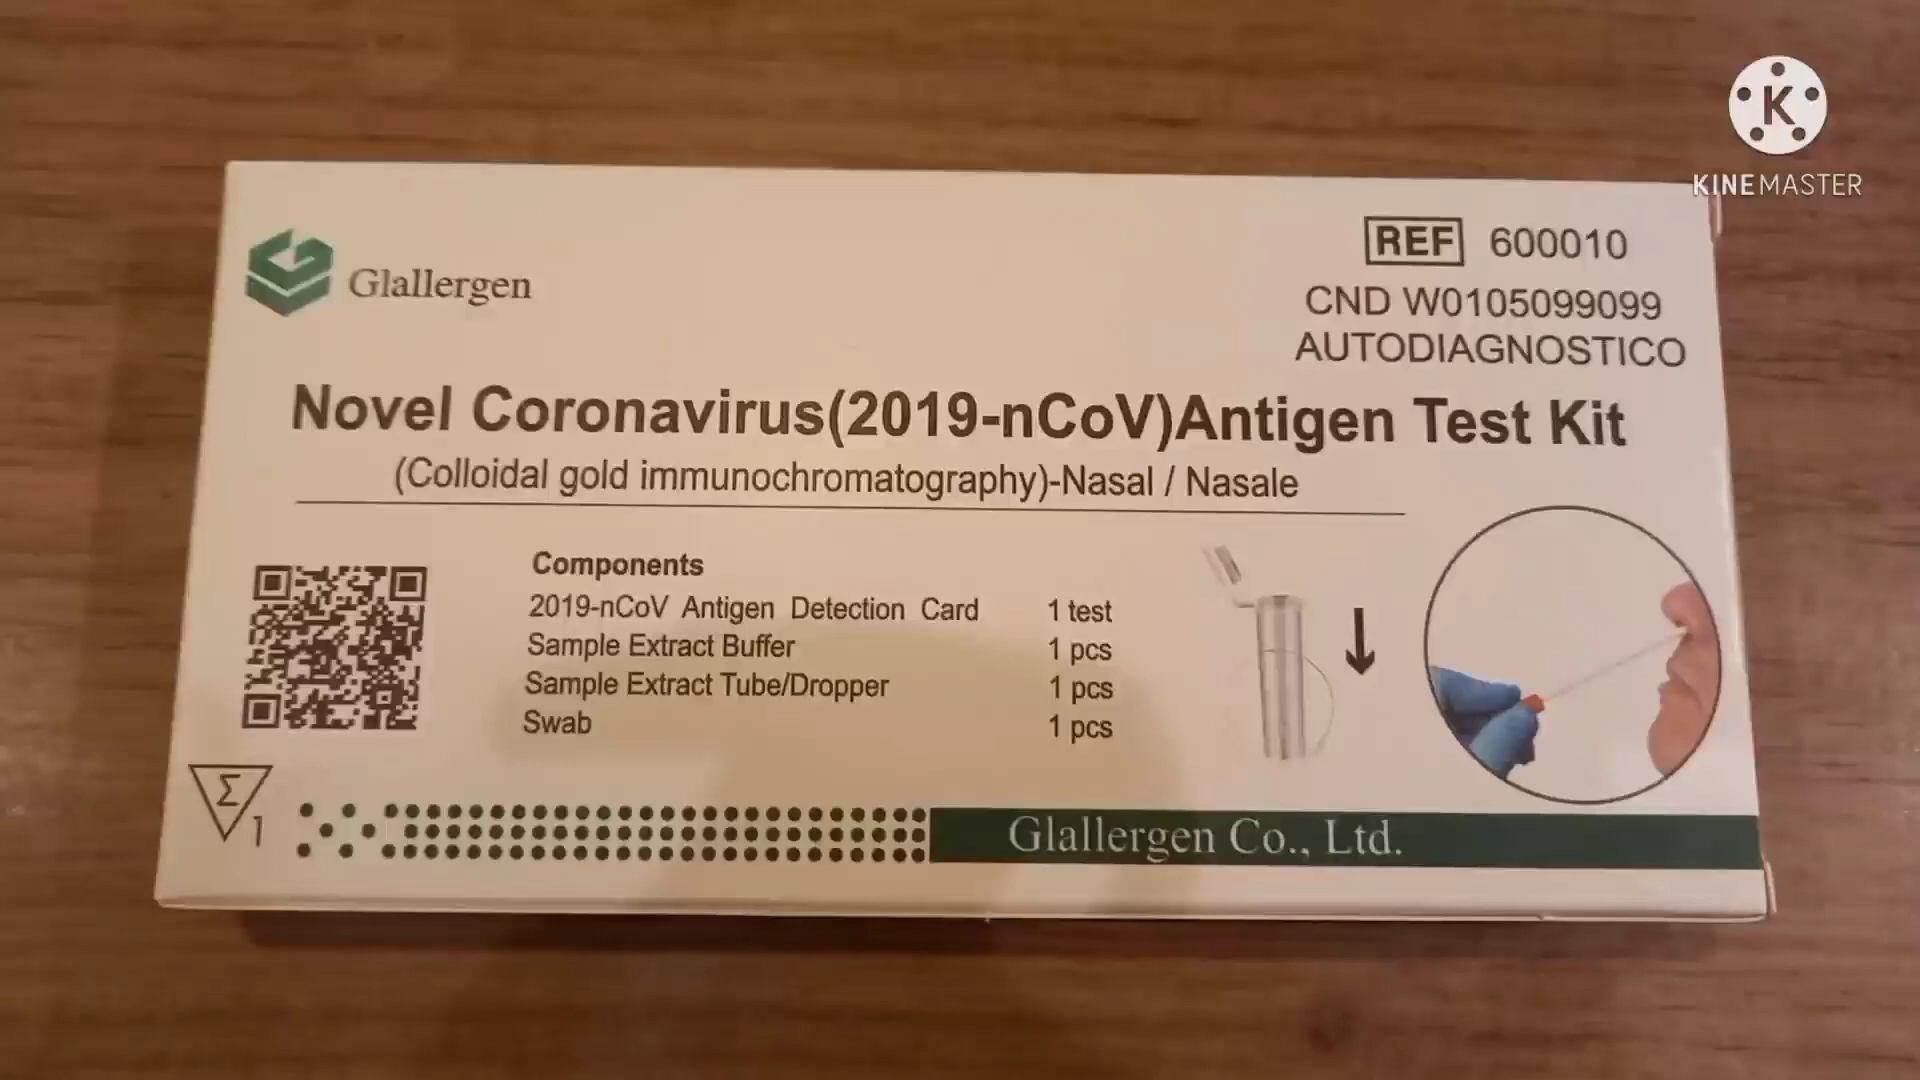 K
KINEMASTER
Glallergen
REF 600010
CND W0105099099
AUTODIAGNOSTICO
Novel Coronavirus(2019-nCoV)Antigen Test Kit
(Colloidal gold immunochromatography)-Nasal / Nasale
Components
2019-nCoV Antigen Detection Card 1 test
Sample Extract Buffer 1 pcs
Sample Extract Tube/Dropper 1 pcs
Swab 1 pcs
Σ 1
Glallergen Co., Ltd.